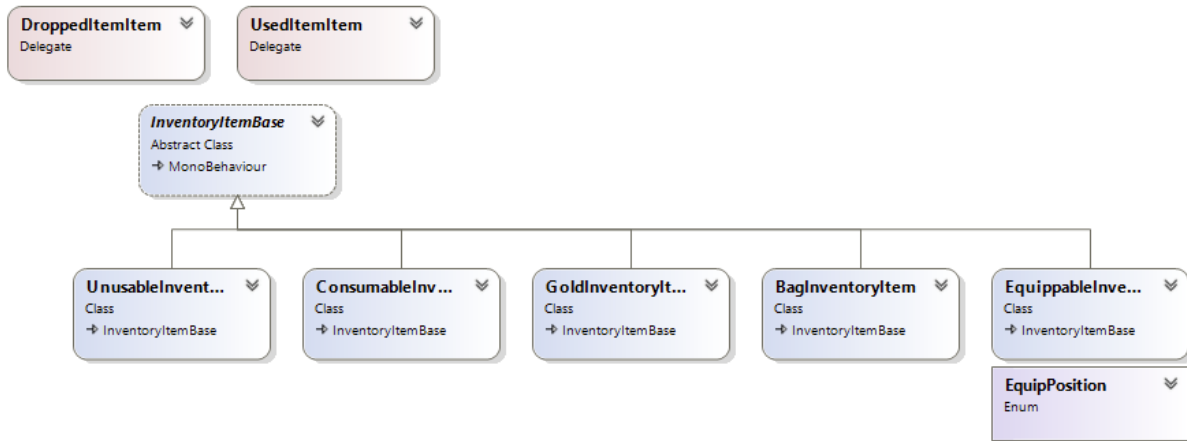 DroppedItemItem
Delegate
UsedItemItem
Delegate
InventoryItemBase
Abstract Class
MonoBehaviour
UnusableInvent...
Class
InventoryItemBase
ConsumableInv...
Class
InventoryItemBase
GoldInventoryIt...
Class
InventoryItemBase
BagInventoryItem
Class
InventoryItemBase
EquippableInve...
Class
InventoryItemBase
EquipPosition
Enum